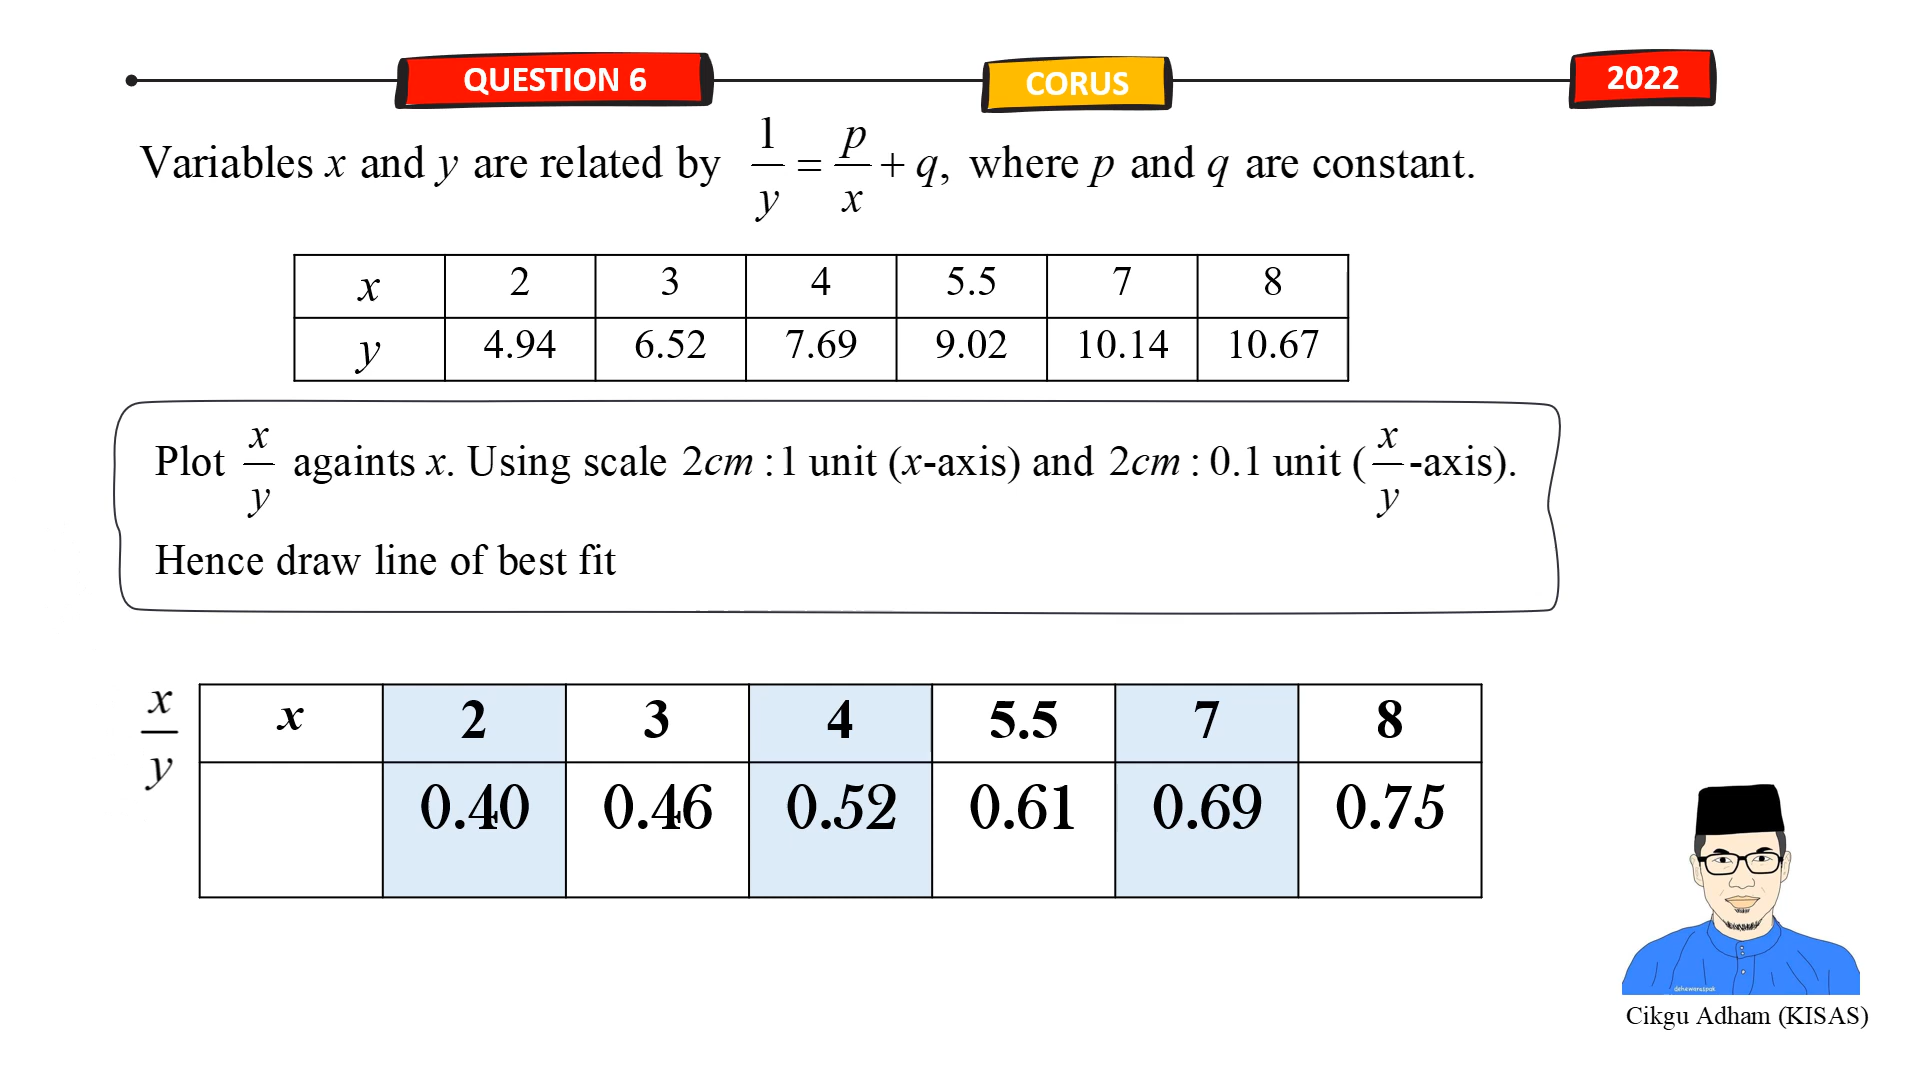 QUESTION 6 CORUS 2022
Variables x and y are related by 1/y = p/x + q, where p and q are constant.
x 2 3 4 5.5 7 8
y 4.94 6.52 7.69 9.02 10.14 10.67
Plot x/y againts x. Using scale 2cm : 1 unit (x-axis) and 2cm : 0.1 unit (x/y-axis).
Hence draw line of best fit
x 2 3 4 5.5 7 8
x/y 0.40 0.46 0.52 0.61 0.69 0.75
Cikgu Adham (KISAS)